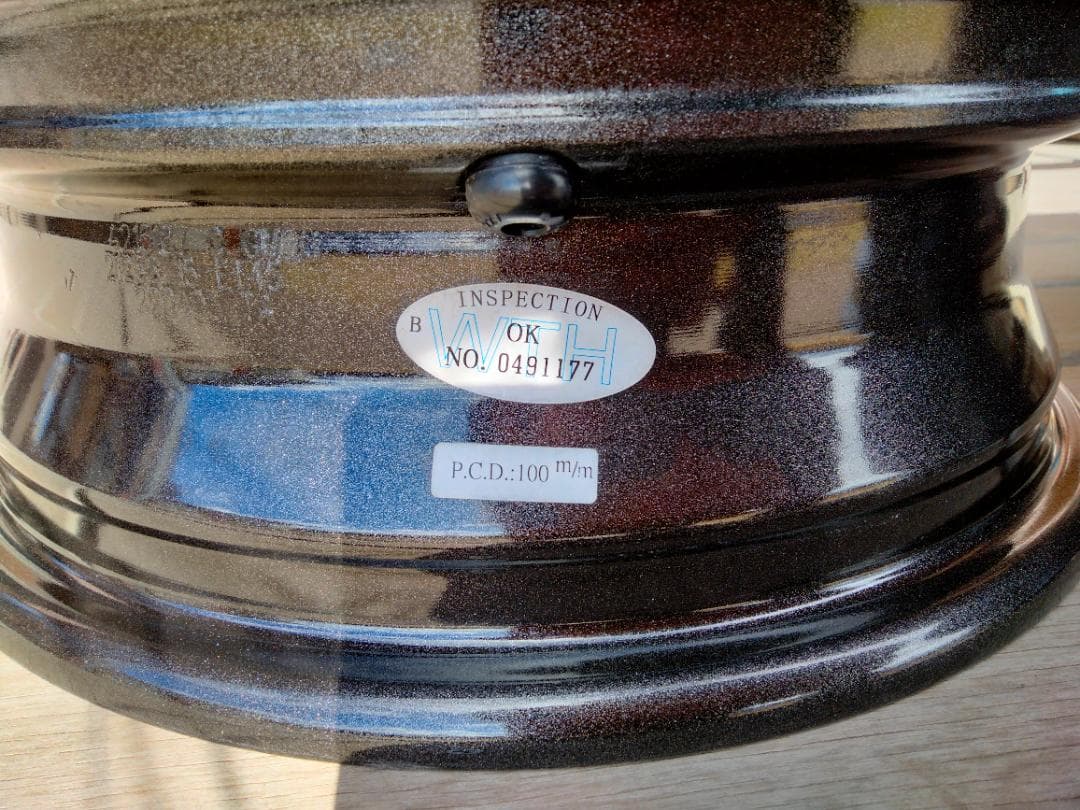 INSPECTION
B
WTH
OK
NO. 0491177
P.C.D.:100 m/m